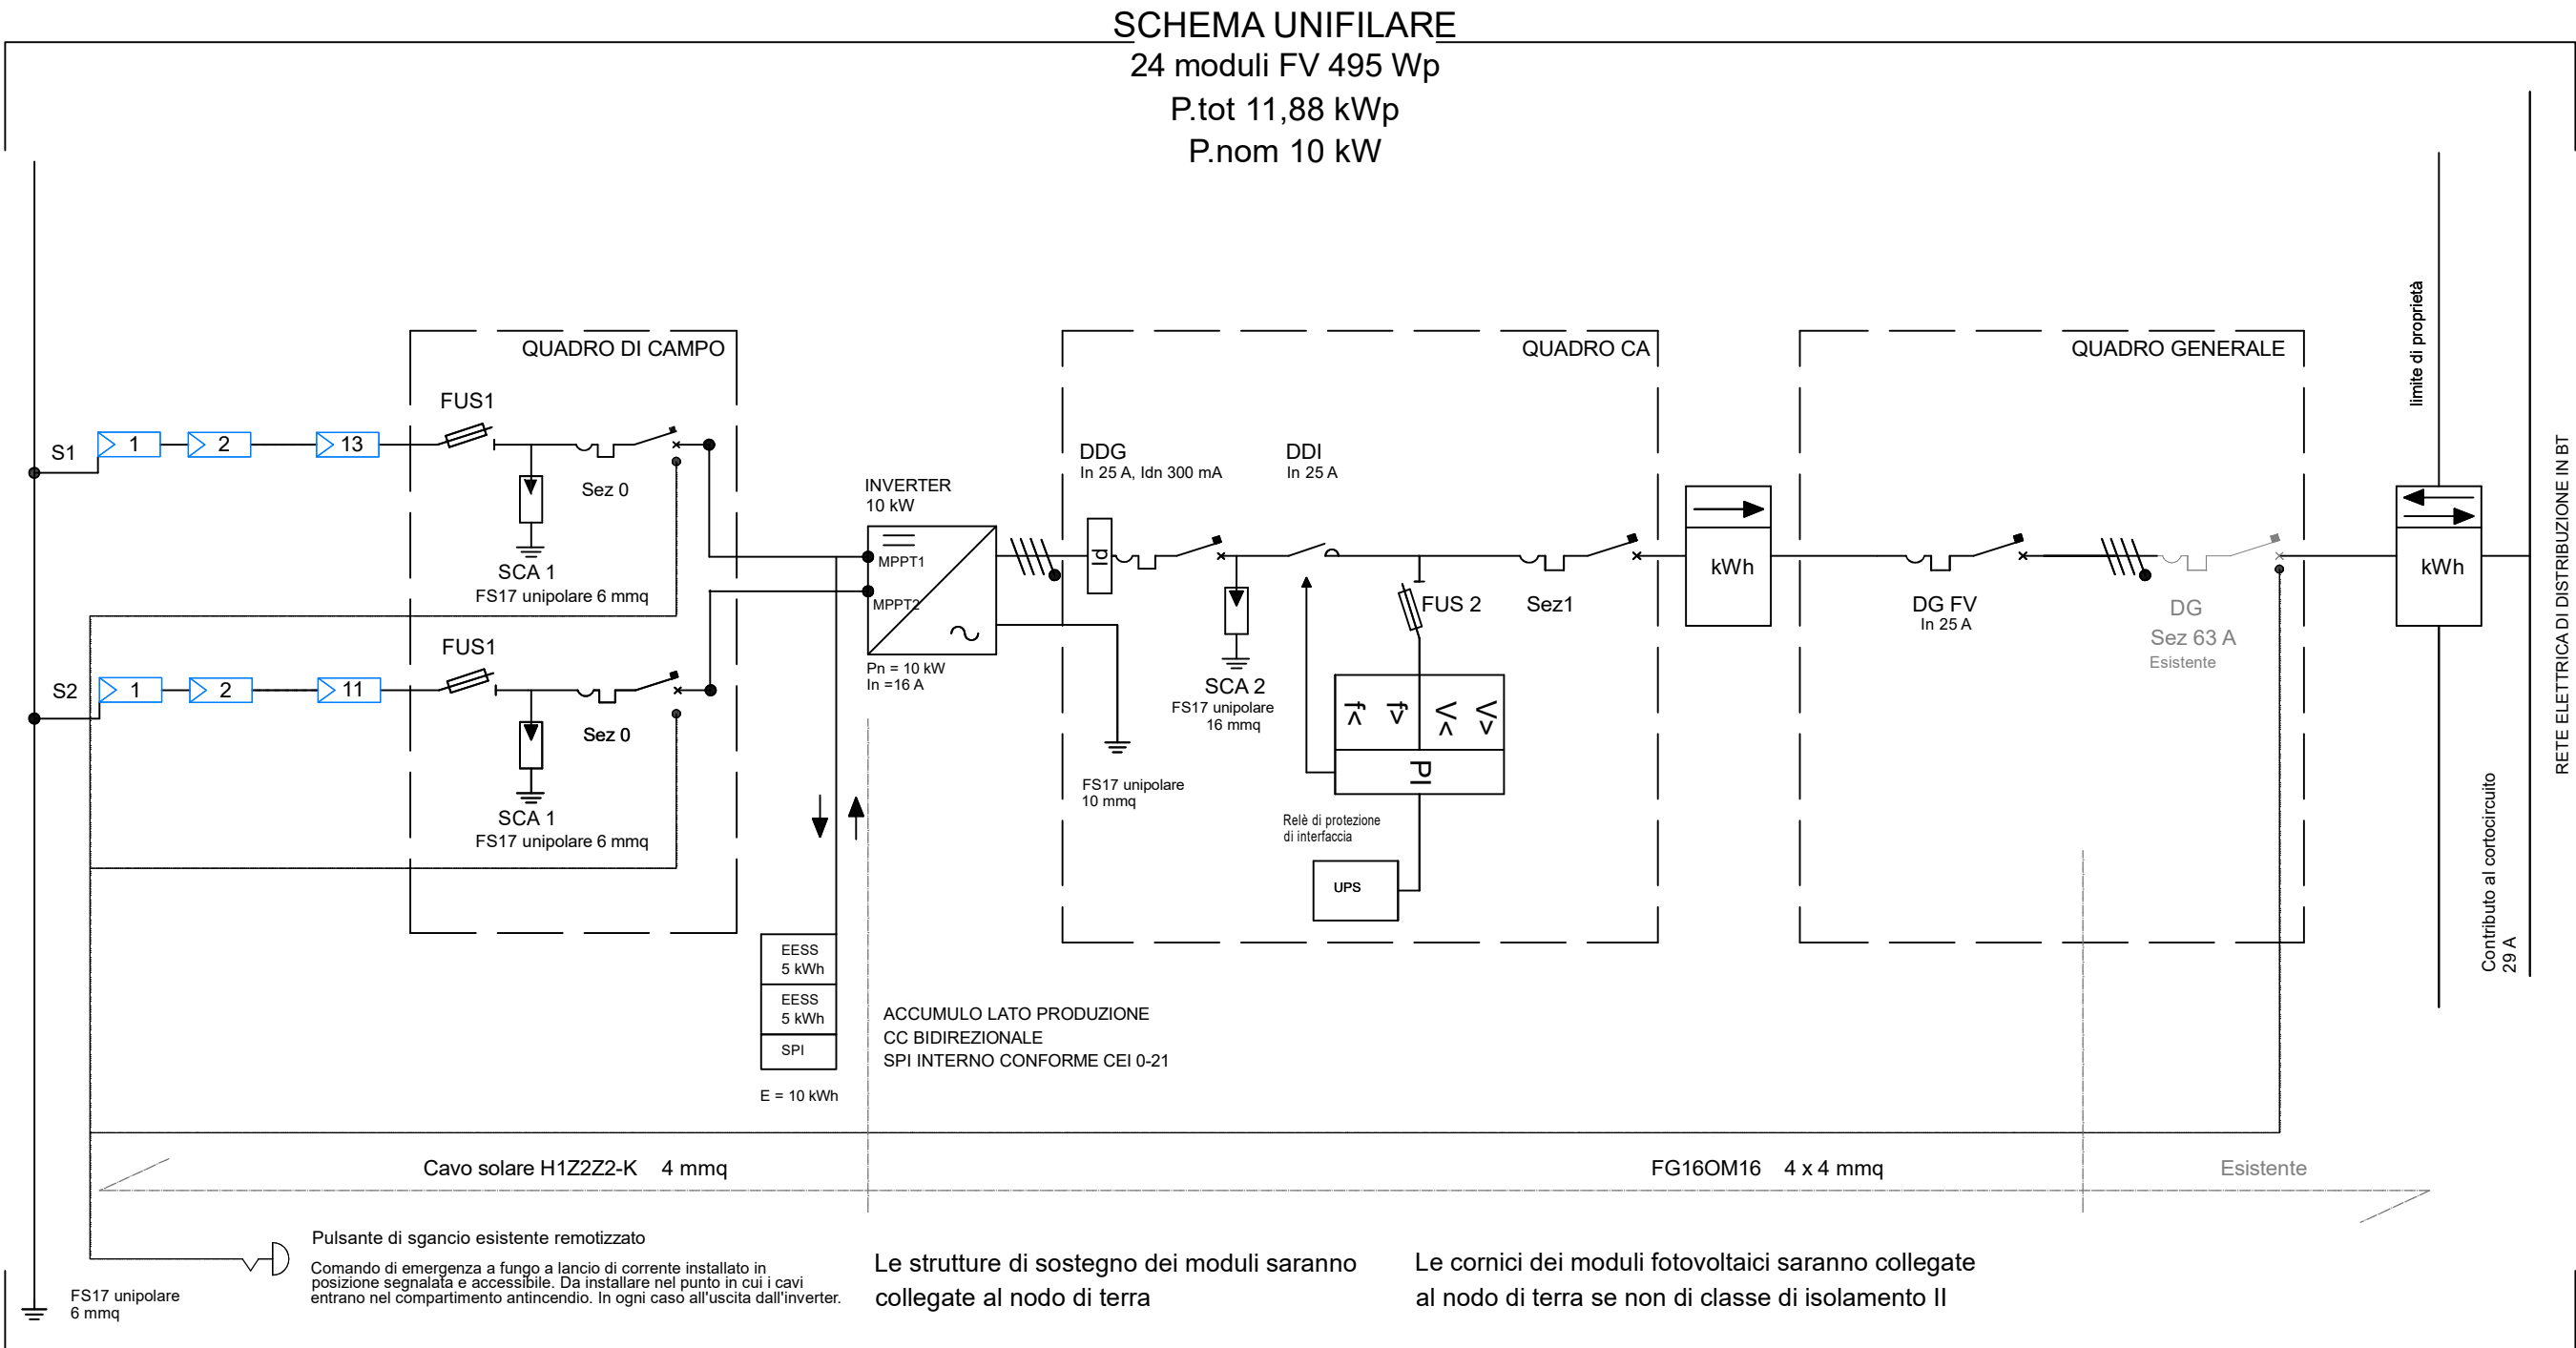 SCHEMA UNIFILARE
24 moduli FV 495 Wp
P.tot 11,88 kWp
P.nom 10 kW
limite di proprietà
RETE ELETTRICA DI DISTRIBUZIONE IN BT
QUADRO DI CAMPO
QUADRO CA
QUADRO GENERALE
FUS1
S1
1
2
13
Sez 0
SCA 1
FS17 unipolare 6 mmq
FUS1
S2
1
2
11
Sez 0
SCA 1
FS17 unipolare 6 mmq
INVERTER
10 kW
MPPT1
MPPT2
Pn = 10 kW
In =16 A
DDG
In 25 A, Idn 300 mA
Id
DDI
In 25 A
SCA 2
FS17 unipolare
16 mmq
FUS 2
Sez1
f<
f>
V<
V>
PI
FS17 unipolare
10 mmq
Relè di protezione
di interfaccia
UPS
kWh
DG FV
In 25 A
DG
Sez 63 A
Esistente
kWh
Contributo al cortocircuito
29 A
EESS
5 kWh
EESS
5 kWh
SPI
E = 10 kWh
ACCUMULO LATO PRODUZIONE
CC BIDIREZIONALE
SPI INTERNO CONFORME CEI 0-21
Cavo solare H1Z2Z2-K 4 mmq
FG16OM16 4 x 4 mmq
Esistente
Pulsante di sgancio esistente remotizzato
Comando di emergenza a fungo a lancio di corrente installato in
posizione segnalata e accessibile. Da installare nel punto in cui i cavi
entrano nel compartimento antincendio. In ogni caso all'uscita dall'inverter.
FS17 unipolare
6 mmq
Le strutture di sostegno dei moduli saranno
collegate al nodo di terra
Le cornici dei moduli fotovoltaici saranno collegate
al nodo di terra se non di classe di isolamento II